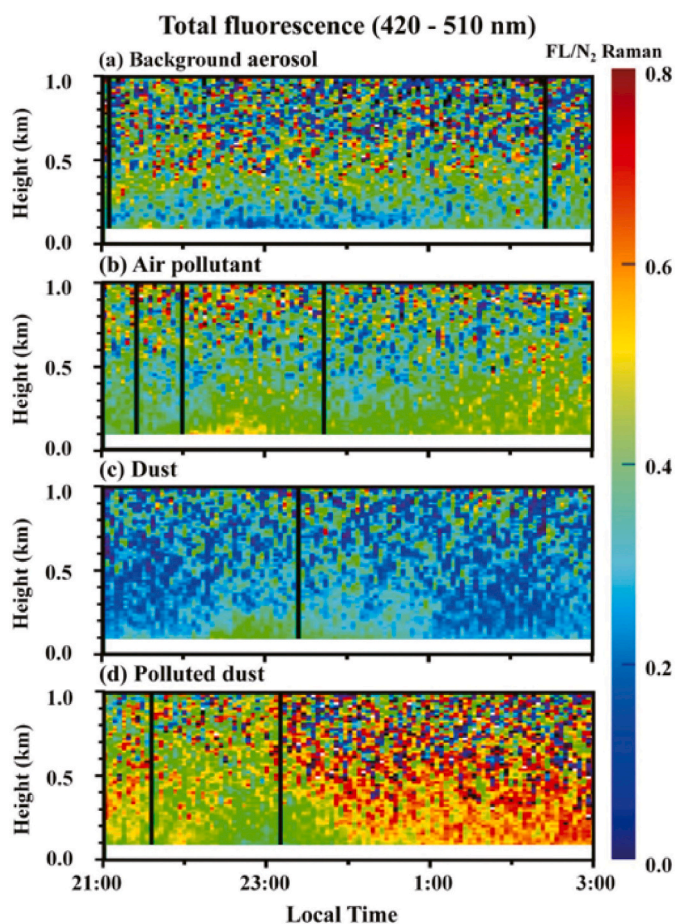 Total fluorescence (420 - 510 nm)
FL/N₂ Raman
(a) Background aerosol
1.0
0.5
0.0
Height (km)
(b) Air pollutant
1.0
0.5
0.0
Height (km)
(c) Dust
1.0
0.5
0.0
Height (km)
(d) Polluted dust
1.0
0.5
0.0
Height (km)
21:00 23:00 1:00 3:00
Local Time
0.8
0.6
0.4
0.2
0.0